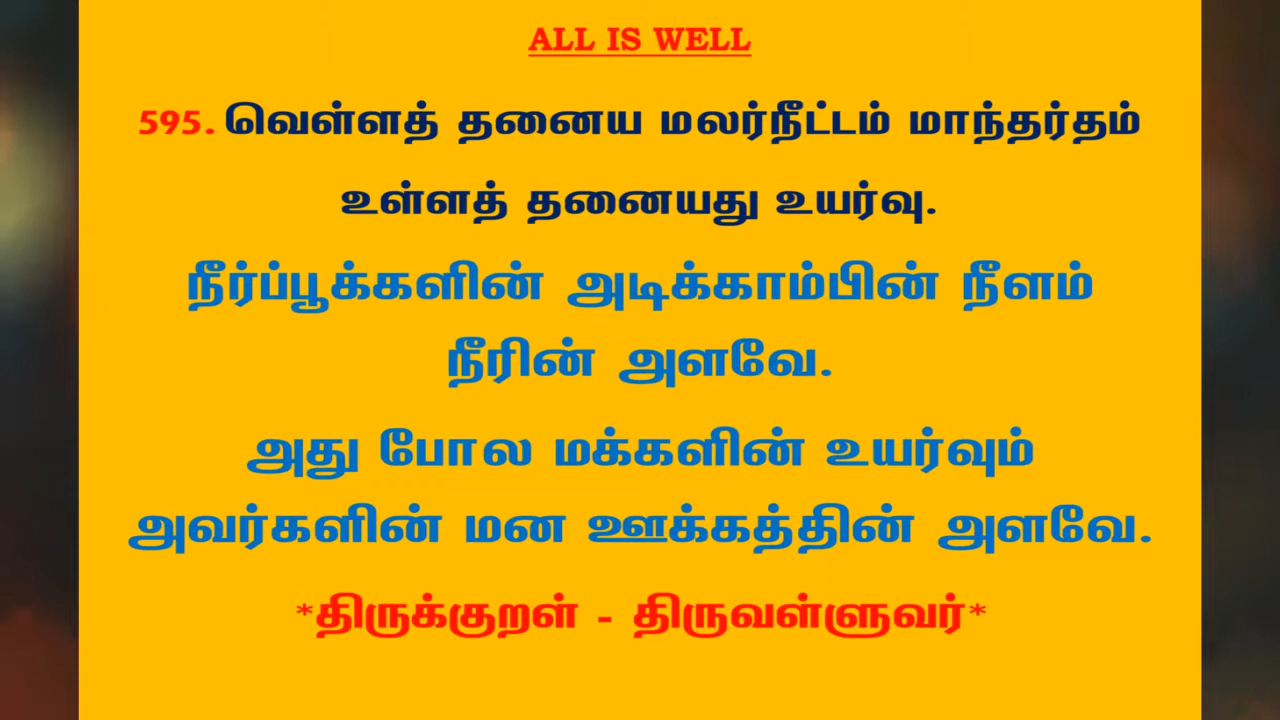 ALL IS WELL
595. வெள்ளத் தனைய மலர்நீட்டம் மாந்தர்தம்
உள்ளத் தனையது உயர்வு.
நீர்ப்பூக்களின் அடிக்காம்பின் நீளம்
நீரின் அளவே.
அது போல மக்களின் உயர்வும்
அவர்களின் மன ஊக்கத்தின் அளவே.
*திருக்குறள் - திருவள்ளுவர்*